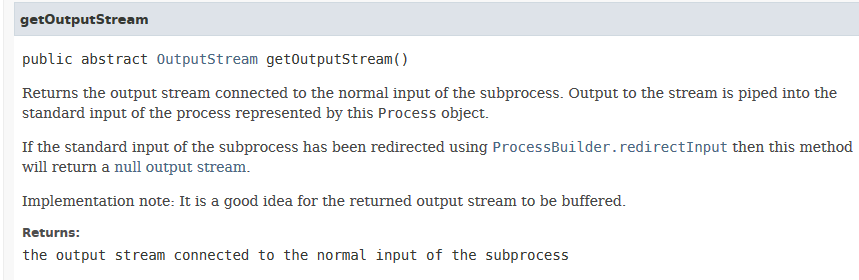 getOutputStream
public abstract OutputStream getOutputStream()
Returns the output stream connected to the normal input of the subprocess. Output to the stream is piped into the
standard input of the process represented by this Process object.
If the standard input of the subprocess has been redirected using ProcessBuilder.redirectInput then this method
will return a null output stream.
Implementation note: It is a good idea for the returned output stream to be buffered.
Returns:
the output stream connected to the normal input of the subprocess